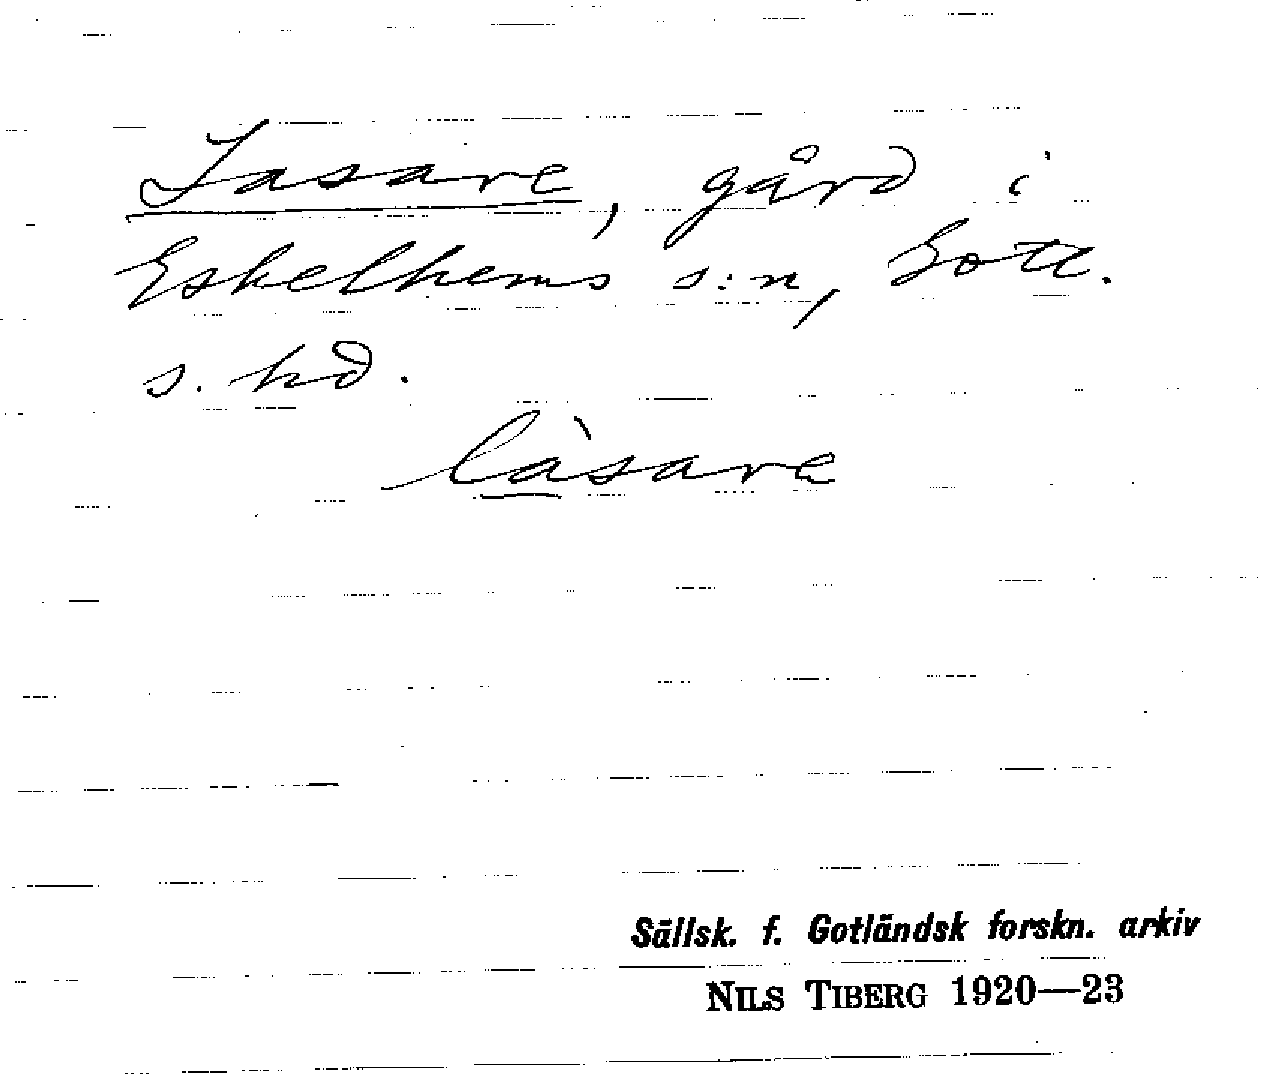 Lasare, gård i
Eskelhems s:n, Gotl.
s. hd.
làsare
Sällsk. f. Gotländsk forskn. arkiv
NILS TIBERG 1920—23